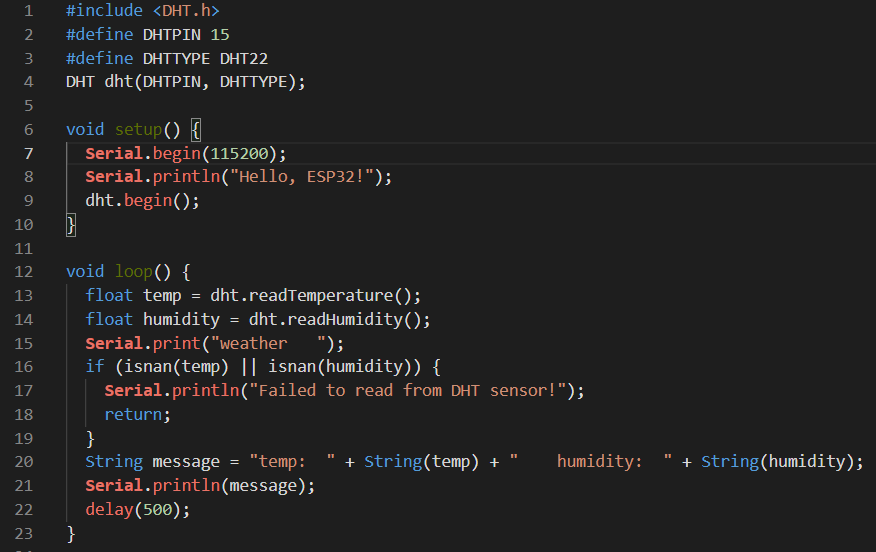 1 #include <DHT.h>
2 #define DHTPIN 15
3 #define DHTTYPE DHT22
4 DHT dht(DHTPIN, DHTTYPE);
5
6 void setup() {
7   Serial.begin(115200);
8   Serial.println("Hello, ESP32!");
9   dht.begin();
10 }
11
12 void loop() {
13   float temp = dht.readTemperature();
14   float humidity = dht.readHumidity();
15   Serial.print("weather   ");
16   if (isnan(temp) || isnan(humidity)) {
17     Serial.println("Failed to read from DHT sensor!");
18     return;
19   }
20   String message = "temp:  " + String(temp) + "    humidity:  " + String(humidity);
21   Serial.println(message);
22   delay(500);
23 }